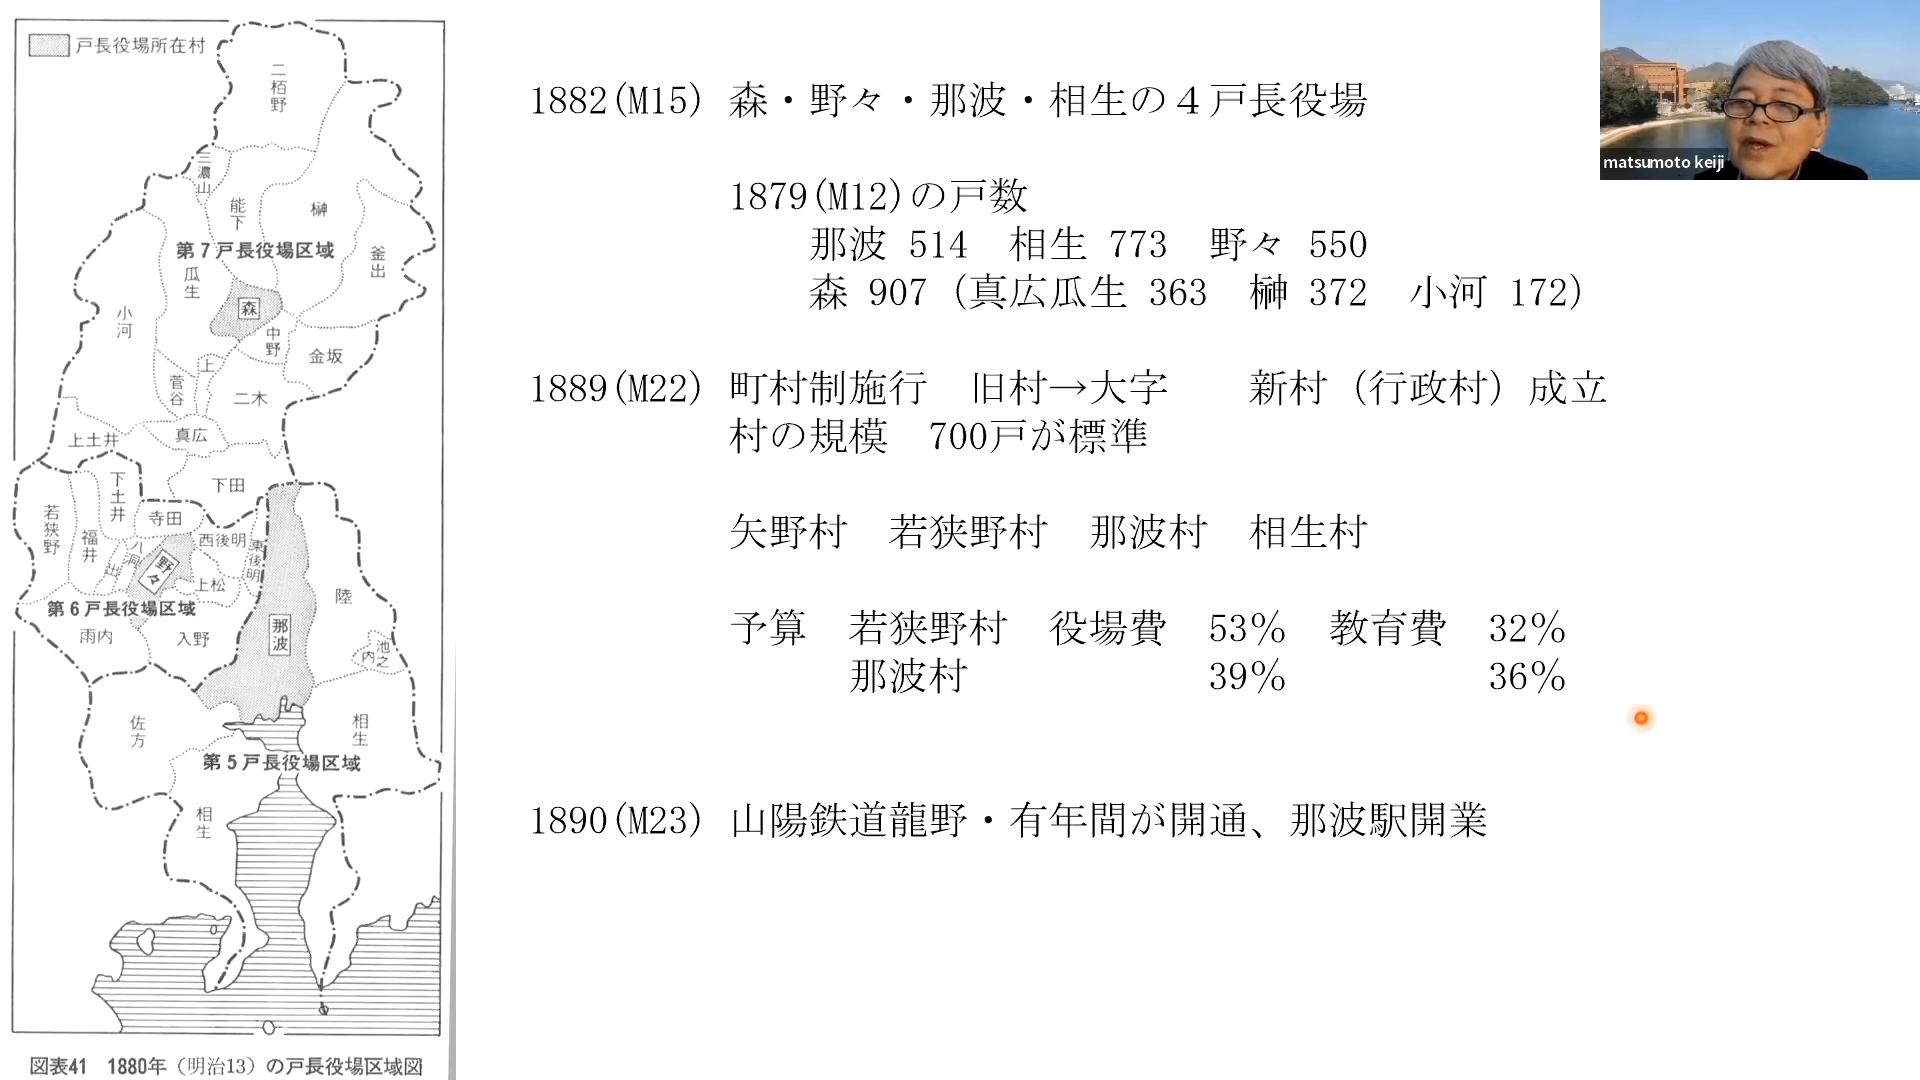 戸長役場所在村
二栢野
三濃山
能下
榊
釜出
第7戸長役場区域
瓜生
森
小河
中野
金坂
上
菅谷
二木
真広
上土井
下田
下土井
若狭野
福井
寺田
西後明
東後明
八洞
出
野々
上松
第6戸長役場区域
雨内
入野
那波
陸
池之内
佐方
相生
第5戸長役場区域
相生
図表41 1880年（明治13）の戸長役場区域図
1882(M15) 森・野々・那波・相生の４戸長役場
1879(M12)の戸数
那波 514 相生 773 野々 550
森 907（真広瓜生 363 榊 372 小河 172）
1889(M22) 町村制施行 旧村→大字 新村（行政村）成立
村の規模 700戸が標準
矢野村 若狭野村 那波村 相生村
予算 若狭野村 役場費 53% 教育費 32%
那波村 39% 36%
1890(M23) 山陽鉄道龍野・有年間が開通、那波駅開業
matsumoto keiji